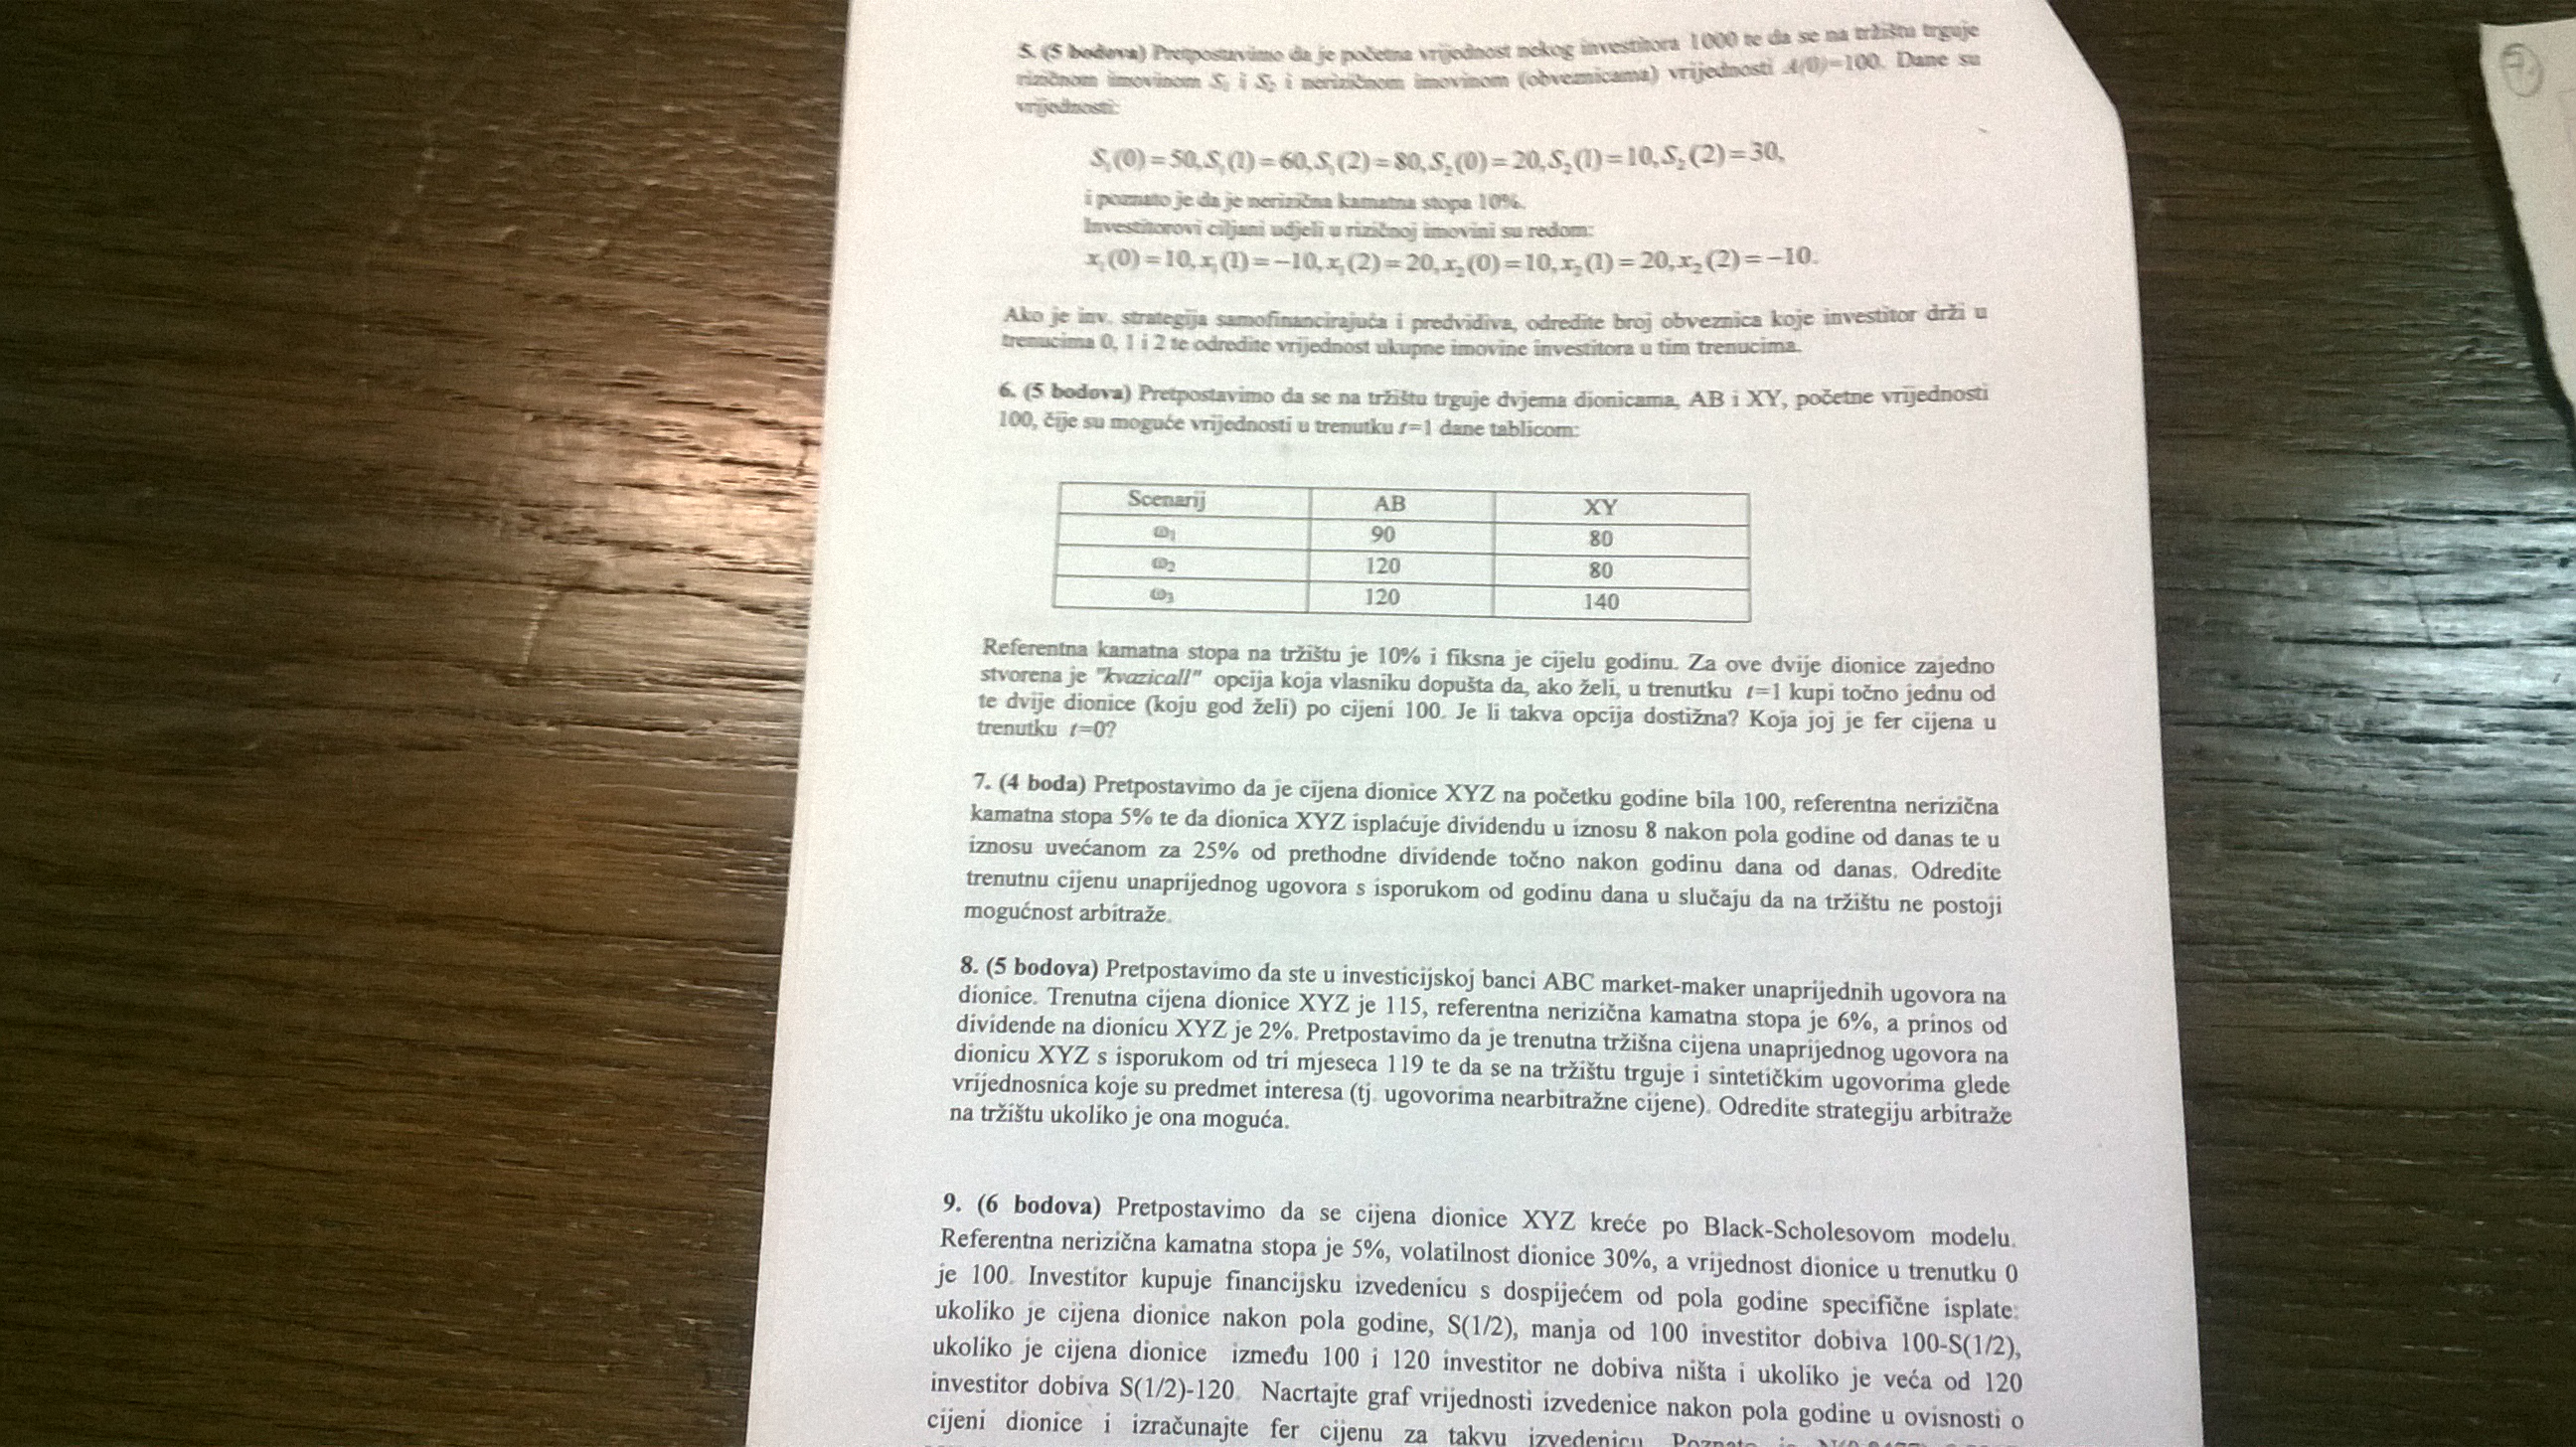 5. (5 bodova) Pretpostavimo da je početna vrijednost nekog investitora 1000 te da se na tržištu trguje
rizičnom imovinom S₁ i S₂ i nerizičnom imovinom (obveznicama) vrijednosti A(0)=100. Dane su
vrijednosti:
S₁(0)=50,S₁(1)=60,S₁(2)=80,S₂(0)=20,S₂(1)=10,S₂(2)=30,
i poznato je da je nerizična kamatna stopa 10%.
Investitorovi ciljani udjeli u rizičnoj imovini su redom:
x₁(0)=10,x₁(1)=-10,x₁(2)=20,x₂(0)=10,x₂(1)=20,x₂(2)=-10.
Ako je inv. strategija samofinancirajuća i predvidiva, odredite broj obveznica koje investitor drži u
trenucima 0, 1 i 2 te odredite vrijednost ukupne imovine investitora u tim trenucima.
6. (5 bodova) Pretpostavimo da se na tržištu trguje dvjema dionicama, AB i XY, početne vrijednosti
100, čije su moguće vrijednosti u trenutku t=1 dane tablicom:
Scenarij AB XY
ω₁ 90 80
ω₂ 120 80
ω₃ 120 140
Referentna kamatna stopa na tržištu je 10% i fiksna je cijelu godinu. Za ove dvije dionice zajedno
stvorena je "kvazicall" opcija koja vlasniku dopušta da, ako želi, u trenutku t=1 kupi točno jednu od
te dvije dionice (koju god želi) po cijeni 100. Je li takva opcija dostižna? Koja joj je fer cijena u
trenutku t=0?
7. (4 boda) Pretpostavimo da je cijena dionice XYZ na početku godine bila 100, referentna nerizična
kamatna stopa 5% te da dionica XYZ isplaćuje dividendu u iznosu 8 nakon pola godine od danas te u
iznosu uvećanom za 25% od prethodne dividende točno nakon godinu dana od danas. Odredite
trenutnu cijenu unaprijednog ugovora s isporukom od godinu dana u slučaju da na tržištu ne postoji
mogućnost arbitraže.
8. (5 bodova) Pretpostavimo da ste u investicijskoj banci ABC market-maker unaprijednih ugovora na
dionice. Trenutna cijena dionice XYZ je 115, referentna nerizična kamatna stopa je 6%, a prinos od
dividende na dionicu XYZ je 2%. Pretpostavimo da je trenutna tržišna cijena unaprijednog ugovora na
dionicu XYZ s isporukom od tri mjeseca 119 te da se na tržištu trguje i sintetičkim ugovorima glede
vrijednosnica koje su predmet interesa (tj. ugovorima nearbitražne cijene). Odredite strategiju arbitraže
na tržištu ukoliko je ona moguća.
9. (6 bodova) Pretpostavimo da se cijena dionice XYZ kreće po Black-Scholesovom modelu.
Referentna nerizična kamatna stopa je 5%, volatilnost dionice 30%, a vrijednost dionice u trenutku 0
je 100. Investitor kupuje financijsku izvedenicu s dospijećem od pola godine specifične isplate:
ukoliko je cijena dionice nakon pola godine, S(1/2), manja od 100 investitor dobiva 100-S(1/2),
ukoliko je cijena dionice između 100 i 120 investitor ne dobiva ništa i ukoliko je veća od 120
investitor dobiva S(1/2)-120. Nacrtajte graf vrijednosti izvedenice nakon pola godine u ovisnosti o
cijeni dionice i izračunajte fer cijenu za takvu izvedenicu. Poznato je